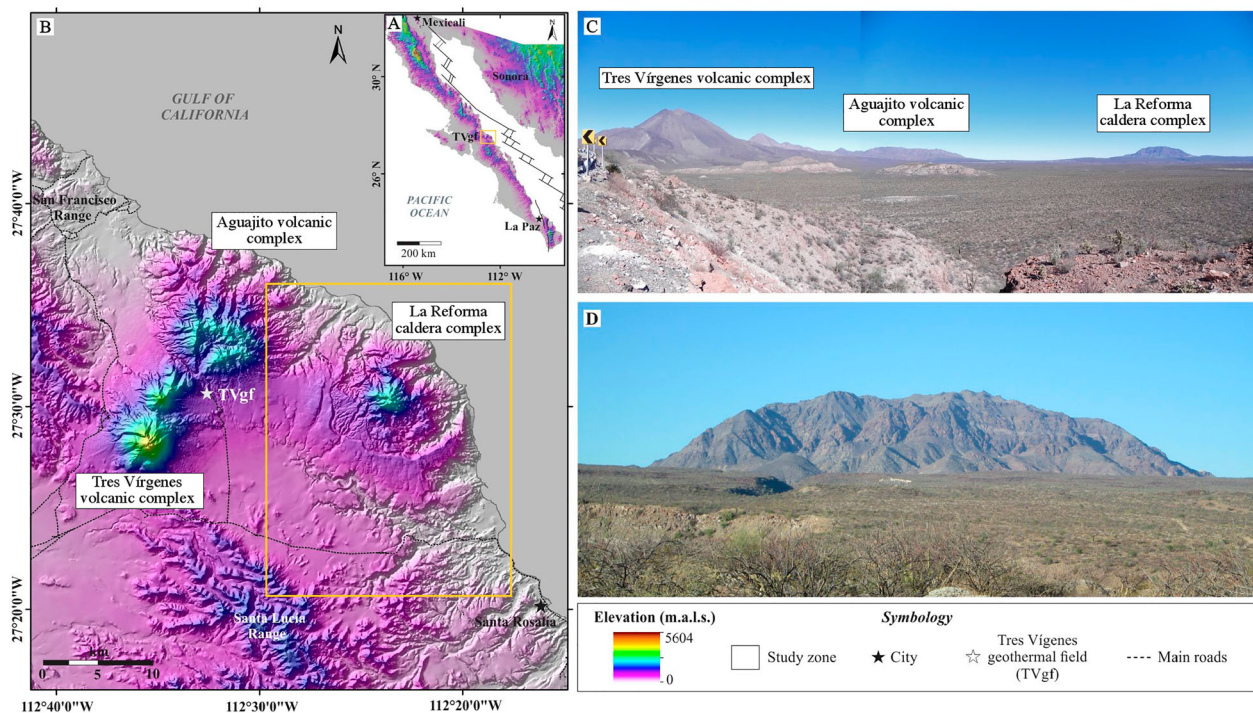 B
N
GULF OF
CALIFORNIA
27°40'0"N
San Francisco
Range
Aguajito volcanic
complex
La Reforma
caldera complex
27°30'0"N
TVgf
Tres Vírgenes
volcanic complex
Santa Lucia
Range
Santa Rosalía
27°20'0"N
km
0 5 10
112°40'0"W
112°30'0"W
112°20'0"W
A
Mexicali
N
30° N
Sonora
TVgf
26° N
PACIFIC
OCEAN
La Paz
200 km
116° W
112° W
C
Tres Vírgenes volcanic complex
Aguajito volcanic
complex
La Reforma
caldera complex
D
Elevation (m.a.l.s.)
5604
0
Symbology
Study zone
City
Tres Vígenes
geothermal field
(TVgf)
Main roads